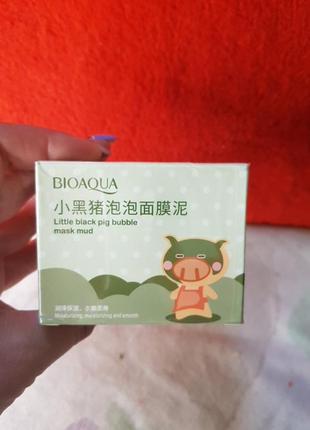 BIOAQUA
小黑猪泡泡面膜泥
Little black pig bubble
mask mud
Moisturizing, moisturizing and smooth